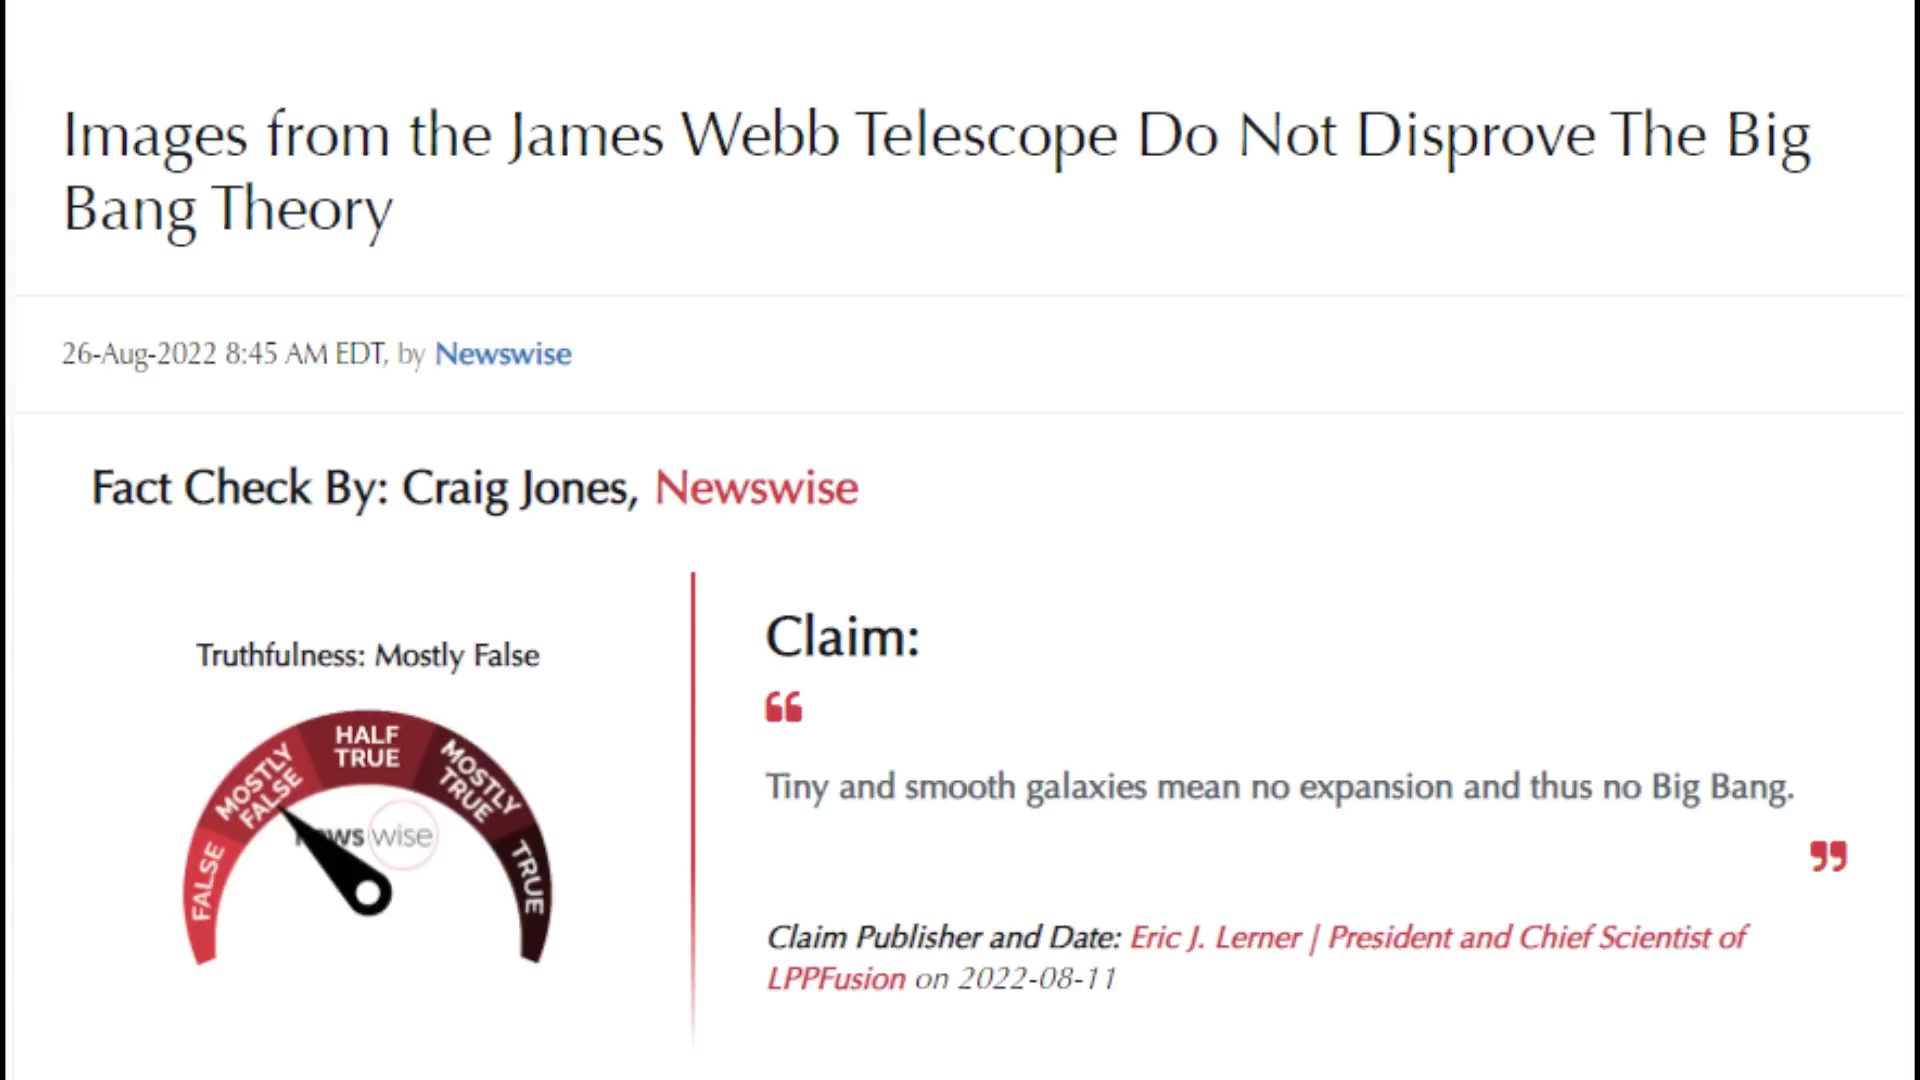 Images from the James Webb Telescope Do Not Disprove The Big
Bang Theory
26-Aug-2022 8:45 AM EDT, by Newswise
Fact Check By: Craig Jones, Newswise
Truthfulness: Mostly False
FALSE
MOSTLY
FALSE
HALF
TRUE
MOSTLY
TRUE
TRUE
wise
Claim:
“
Tiny and smooth galaxies mean no expansion and thus no Big Bang.
”
Claim Publisher and Date: Eric J. Lerner | President and Chief Scientist of
LPPFusion on 2022-08-11